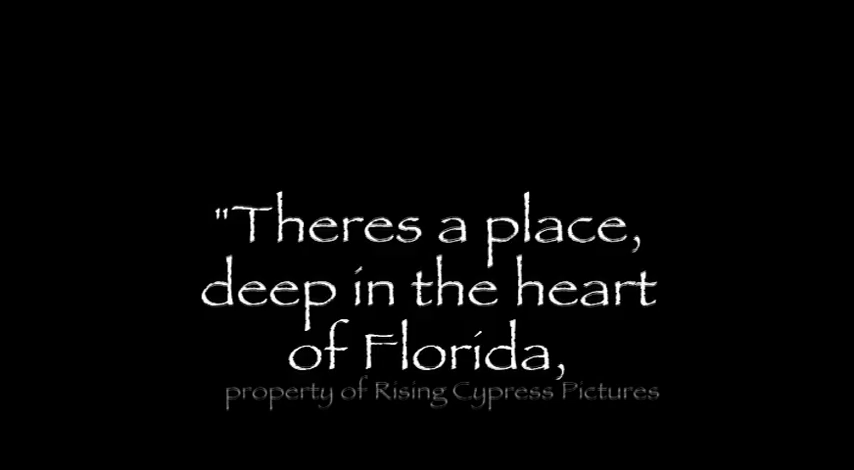 "Theres a place,
deep in the heart
of Florida,
property of Rising Cypress Pictures